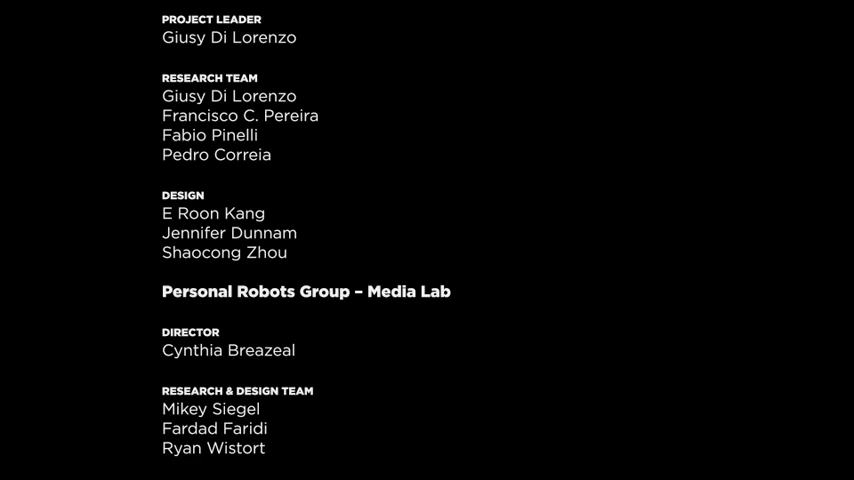 PROJECT LEADER
Giusy Di Lorenzo
RESEARCH TEAM
Giusy Di Lorenzo
Francisco C. Pereira
Fabio Pinelli
Pedro Correia
DESIGN
E Roon Kang
Jennifer Dunnam
Shaocong Zhou
Personal Robots Group – Media Lab
DIRECTOR
Cynthia Breazeal
RESEARCH & DESIGN TEAM
Mikey Siegel
Fardad Faridi
Ryan Wistort